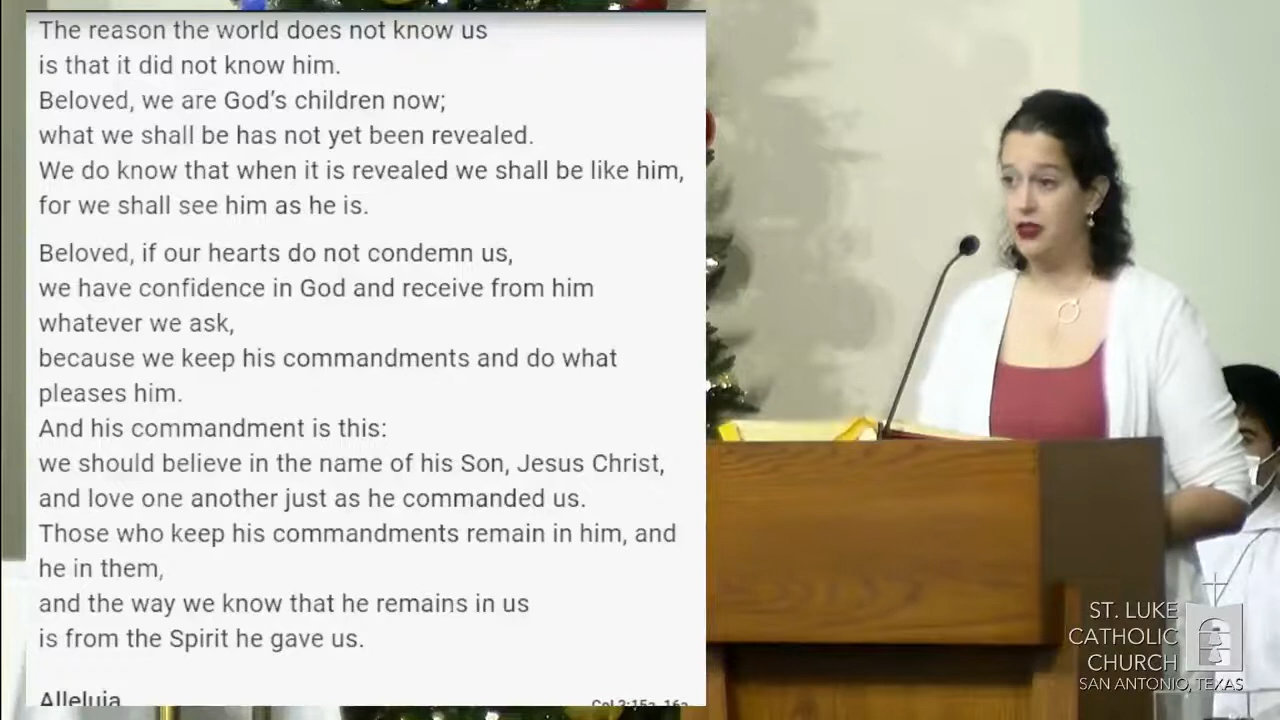 The reason the world does not know us
is that it did not know him.
Beloved, we are God's children now;
what we shall be has not yet been revealed.
We do know that when it is revealed we shall be like him,
for we shall see him as he is.
Beloved, if our hearts do not condemn us,
we have confidence in God and receive from him
whatever we ask,
because we keep his commandments and do what
pleases him.
And his commandment is this:
we should believe in the name of his Son, Jesus Christ,
and love one another just as he commanded us.
Those who keep his commandments remain in him, and
he in them,
and the way we know that he remains in us
is from the Spirit he gave us.
Alleluia
Col 3:15a, 16a
ST. LUKE
CATHOLIC
CHURCH
SAN ANTONIO, TEXAS